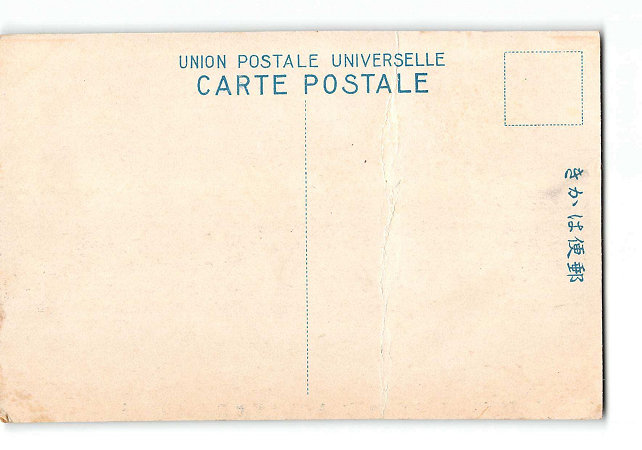 UNION POSTALE UNIVERSELLE
CARTE POSTALE
きかは便郵